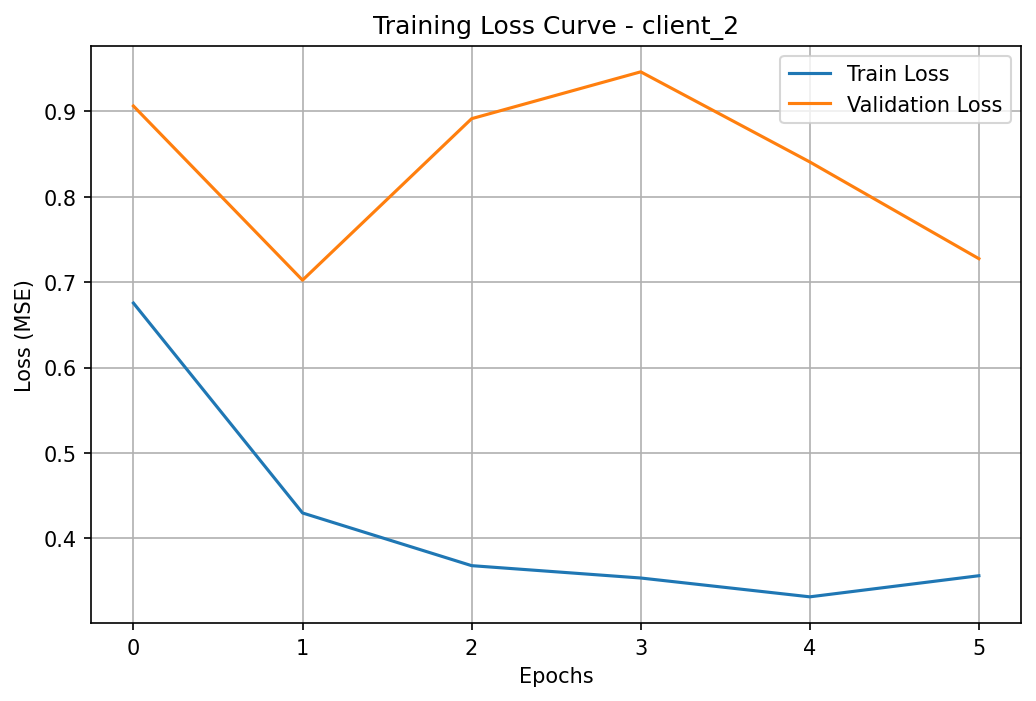 Training Loss Curve - client_2
Train Loss
Validation Loss
Loss (MSE)
0.9
0.8
0.7
0.6
0.5
0.4
0 1 2 3 4 5
Epochs